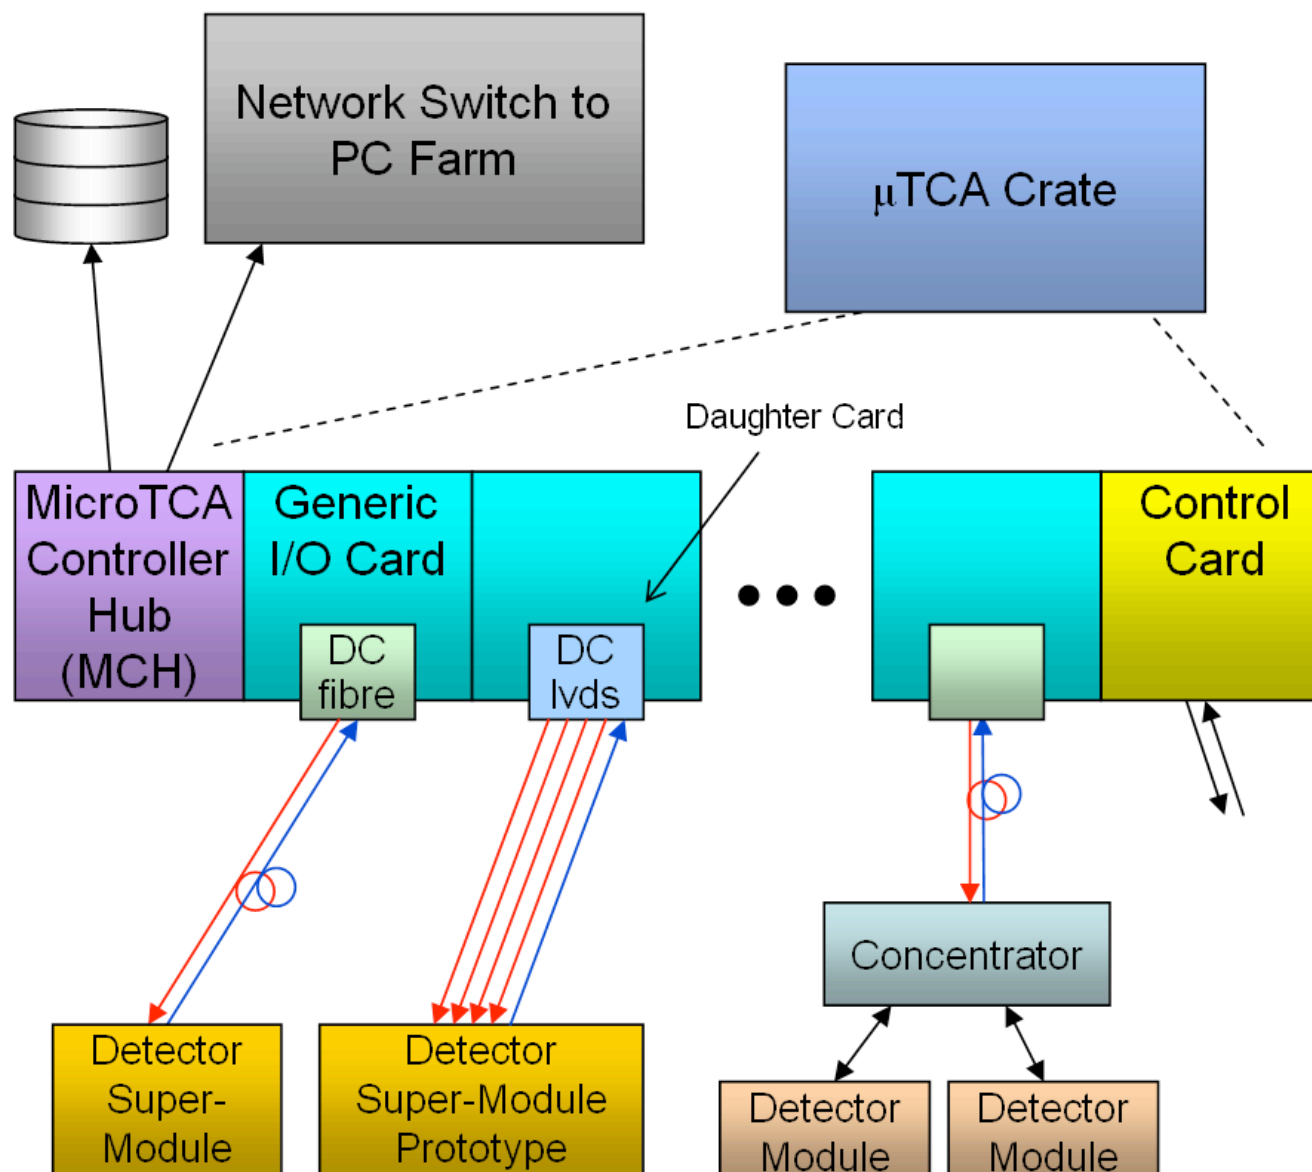 Network Switch to
PC Farm
μTCA Crate
Daughter Card
MicroTCA
Controller
Hub
(MCH)
Generic
I/O Card
Control
Card
DC
fibre
DC
lvds
Concentrator
Detector
Super-
Module
Detector
Super-Module
Prototype
Detector
Module
Detector
Module